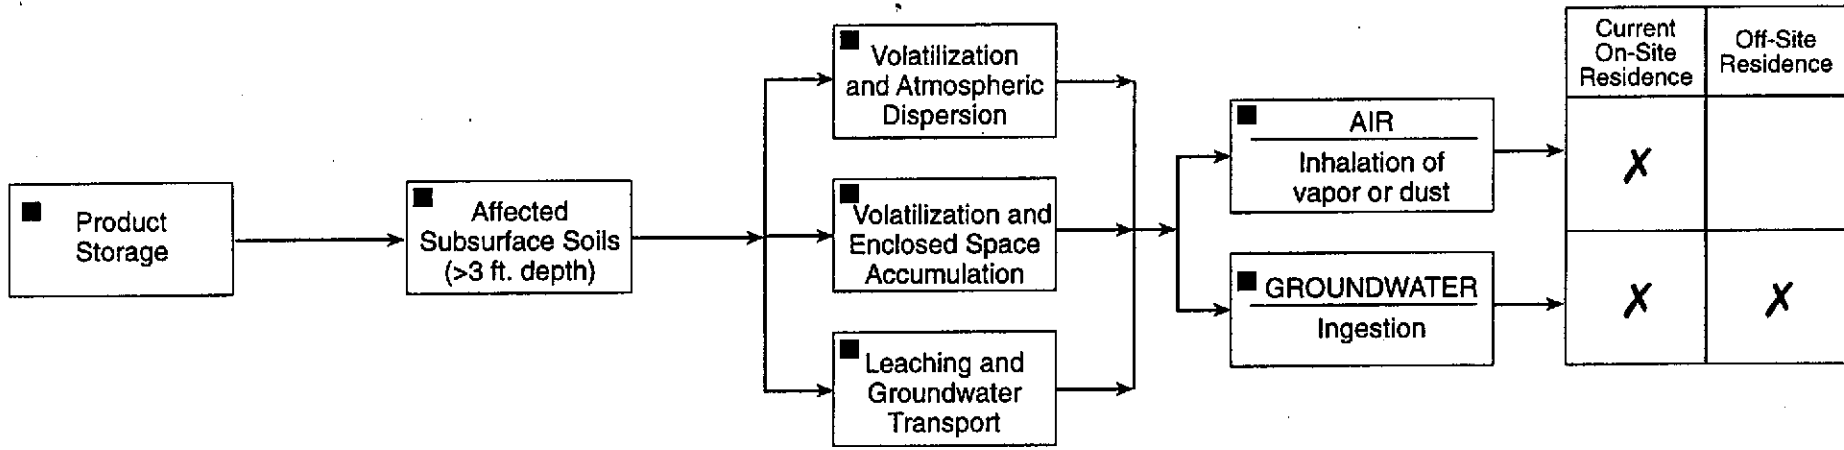 Product
Storage
Affected
Subsurface Soils
(>3 ft. depth)
Volatilization
and Atmospheric
Dispersion
Volatilization and
Enclosed Space
Accumulation
Leaching and
Groundwater
Transport
AIR
Inhalation of
vapor or dust
GROUNDWATER
Ingestion
Current
On-Site
Residence
Off-Site
Residence
X
X
X